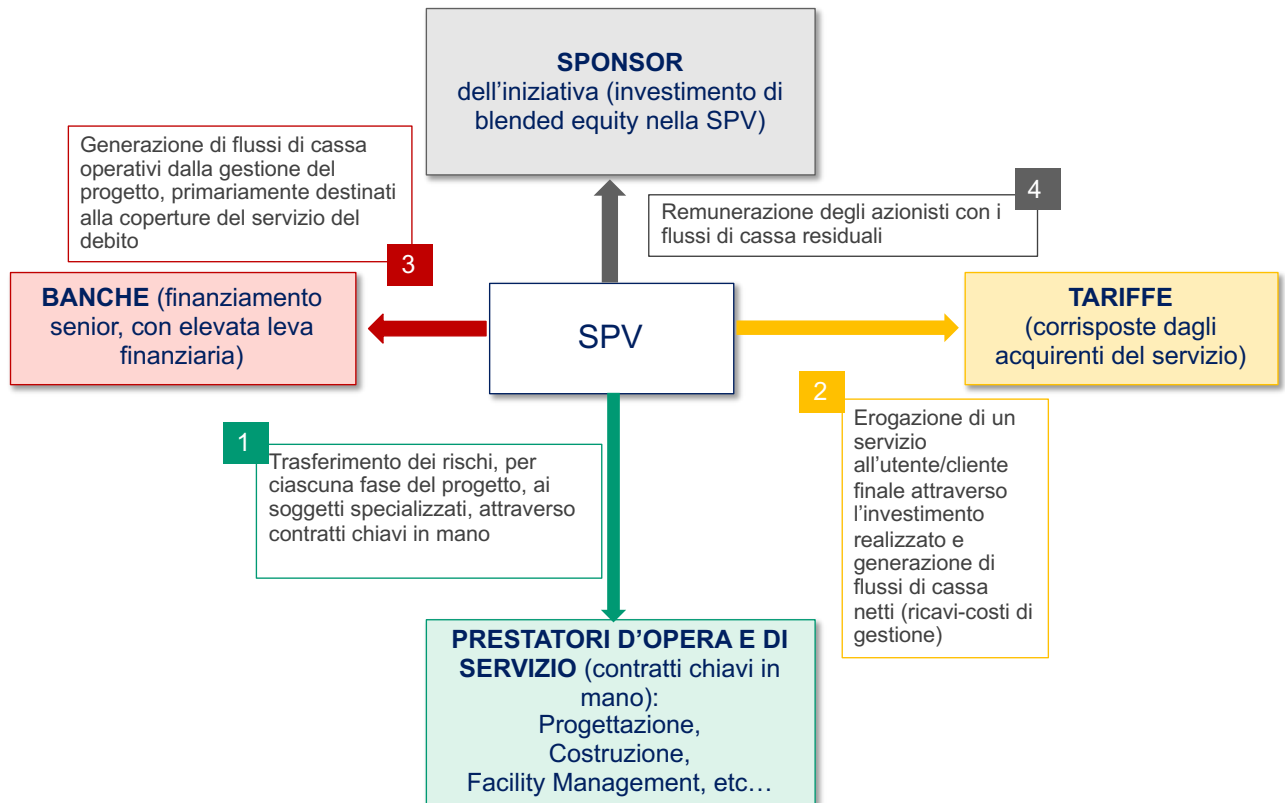 SPONSOR
dell’iniziativa (investimento di
blended equity nella SPV)
Generazione di flussi di cassa
operativi dalla gestione del
progetto, primariamente destinati
alla coperture del servizio del
debito
3
4
Remunerazione degli azionisti con i
flussi di cassa residuali
BANCHE (finanziamento
senior, con elevata leva
finanziaria)
SPV
TARIFFE
(corrisposte dagli
acquirenti del servizio)
1
Trasferimento dei rischi, per
ciascuna fase del progetto, ai
soggetti specializzati, attraverso
contratti chiavi in mano
2
Erogazione di un
servizio
all’utente/cliente
finale attraverso
l’investimento
realizzato e
generazione di
flussi di cassa
netti (ricavi-costi di
gestione)
PRESTATORI D’OPERA E DI
SERVIZIO (contratti chiavi in
mano):
Progettazione,
Costruzione,
Facility Management, etc…